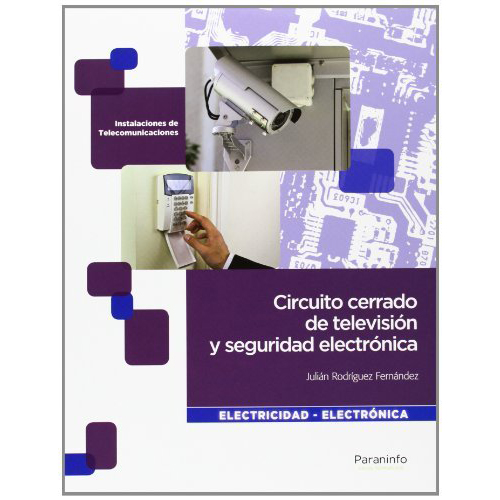 Instalaciones de
Telecomunicaciones
Circuito cerrado
de televisión
y seguridad electrónica
Julián Rodríguez Fernández
ELECTRICIDAD - ELECTRÓNICA
Paraninfo